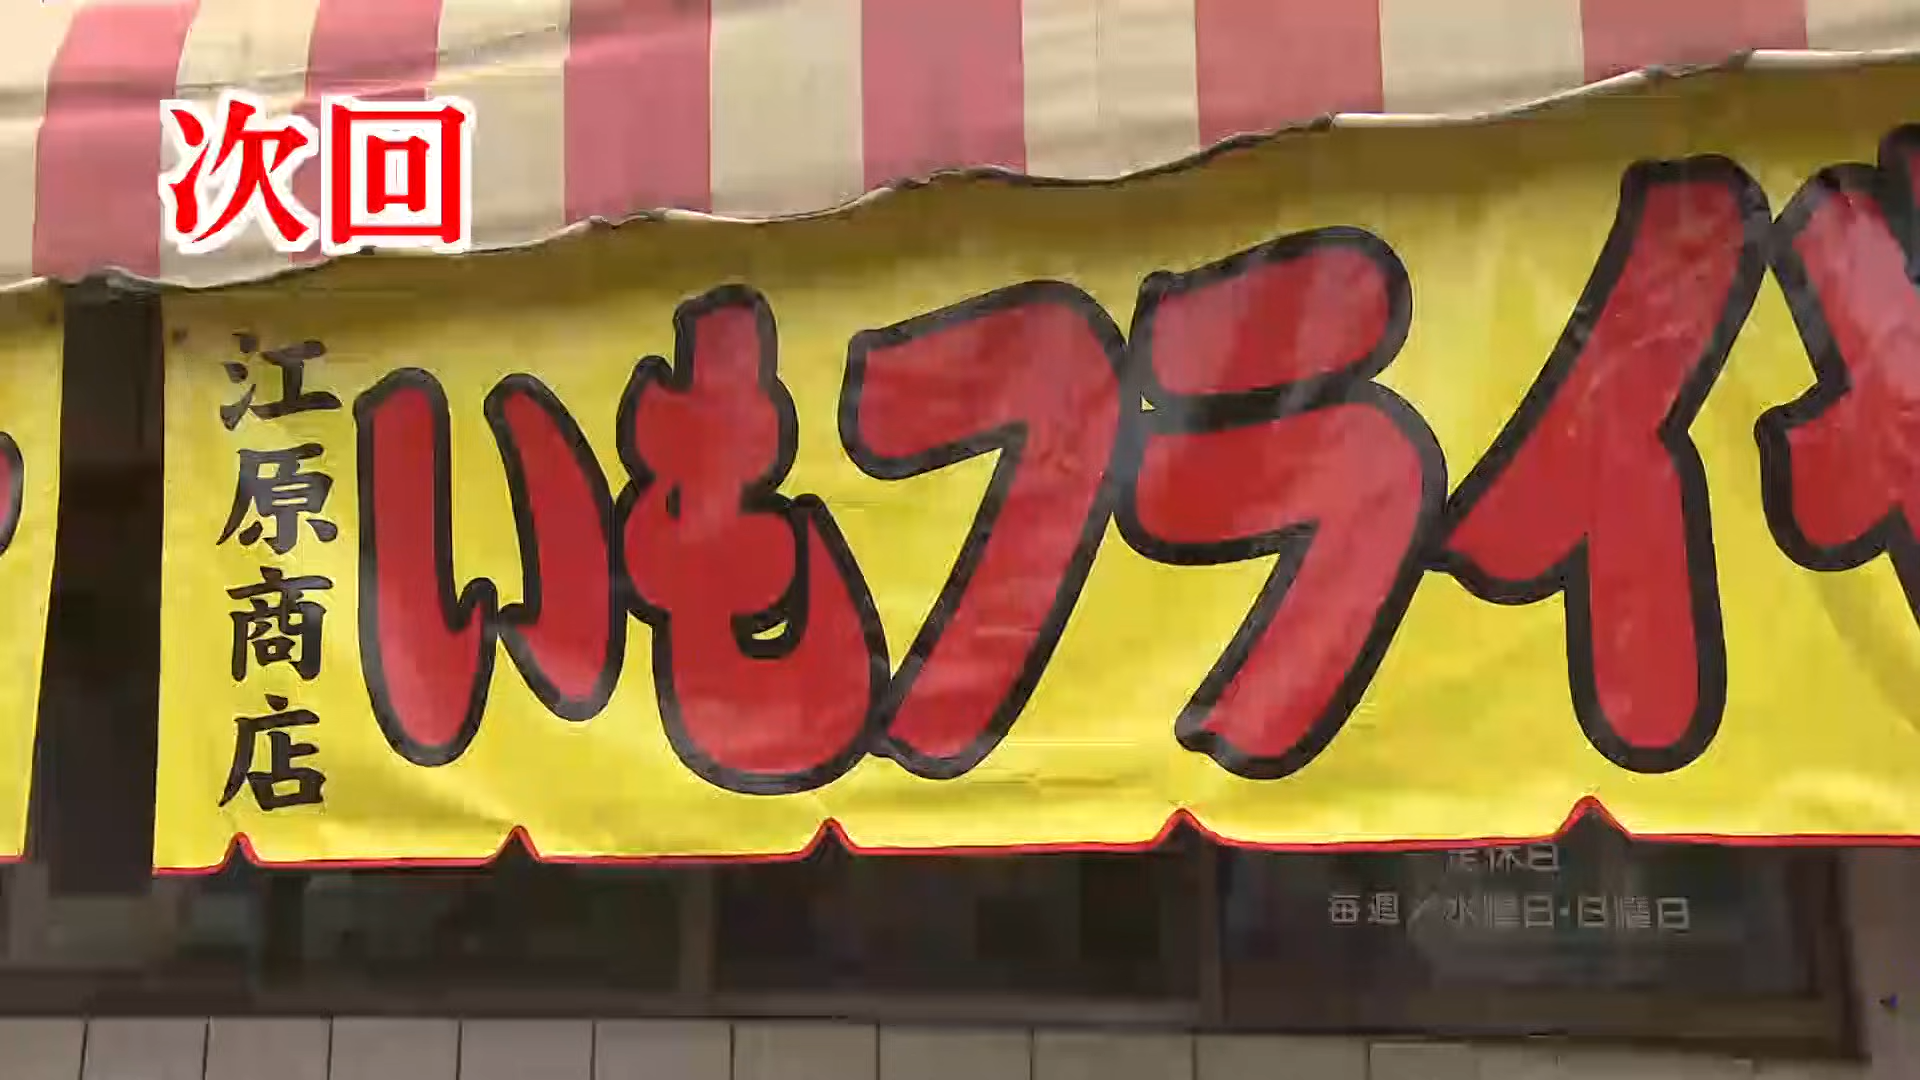 次回
江原商店
いもフライ
定休日
毎週/水曜日・日曜日